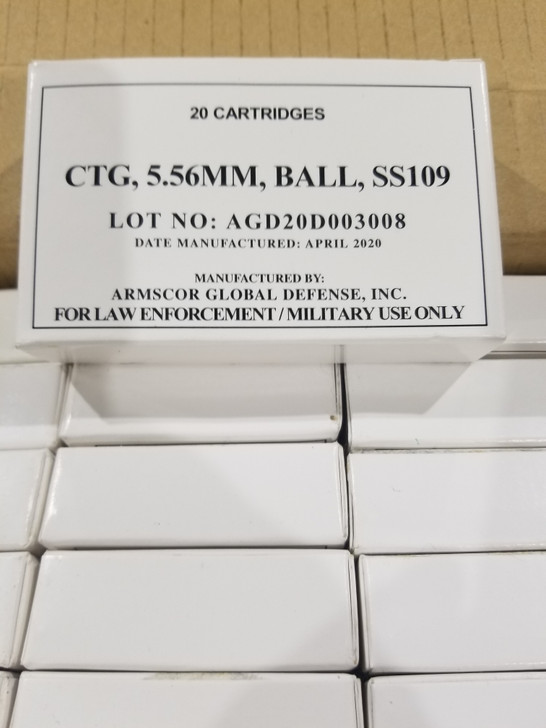 20 CARTRIDGES
CTG, 5.56MM, BALL, SS109
LOT NO: AGD20D003008
DATE MANUFACTURED: APRIL 2020
MANUFACTURED BY:
ARMSCOR GLOBAL DEFENSE, INC.
FOR LAW ENFORCEMENT / MILITARY USE ONLY